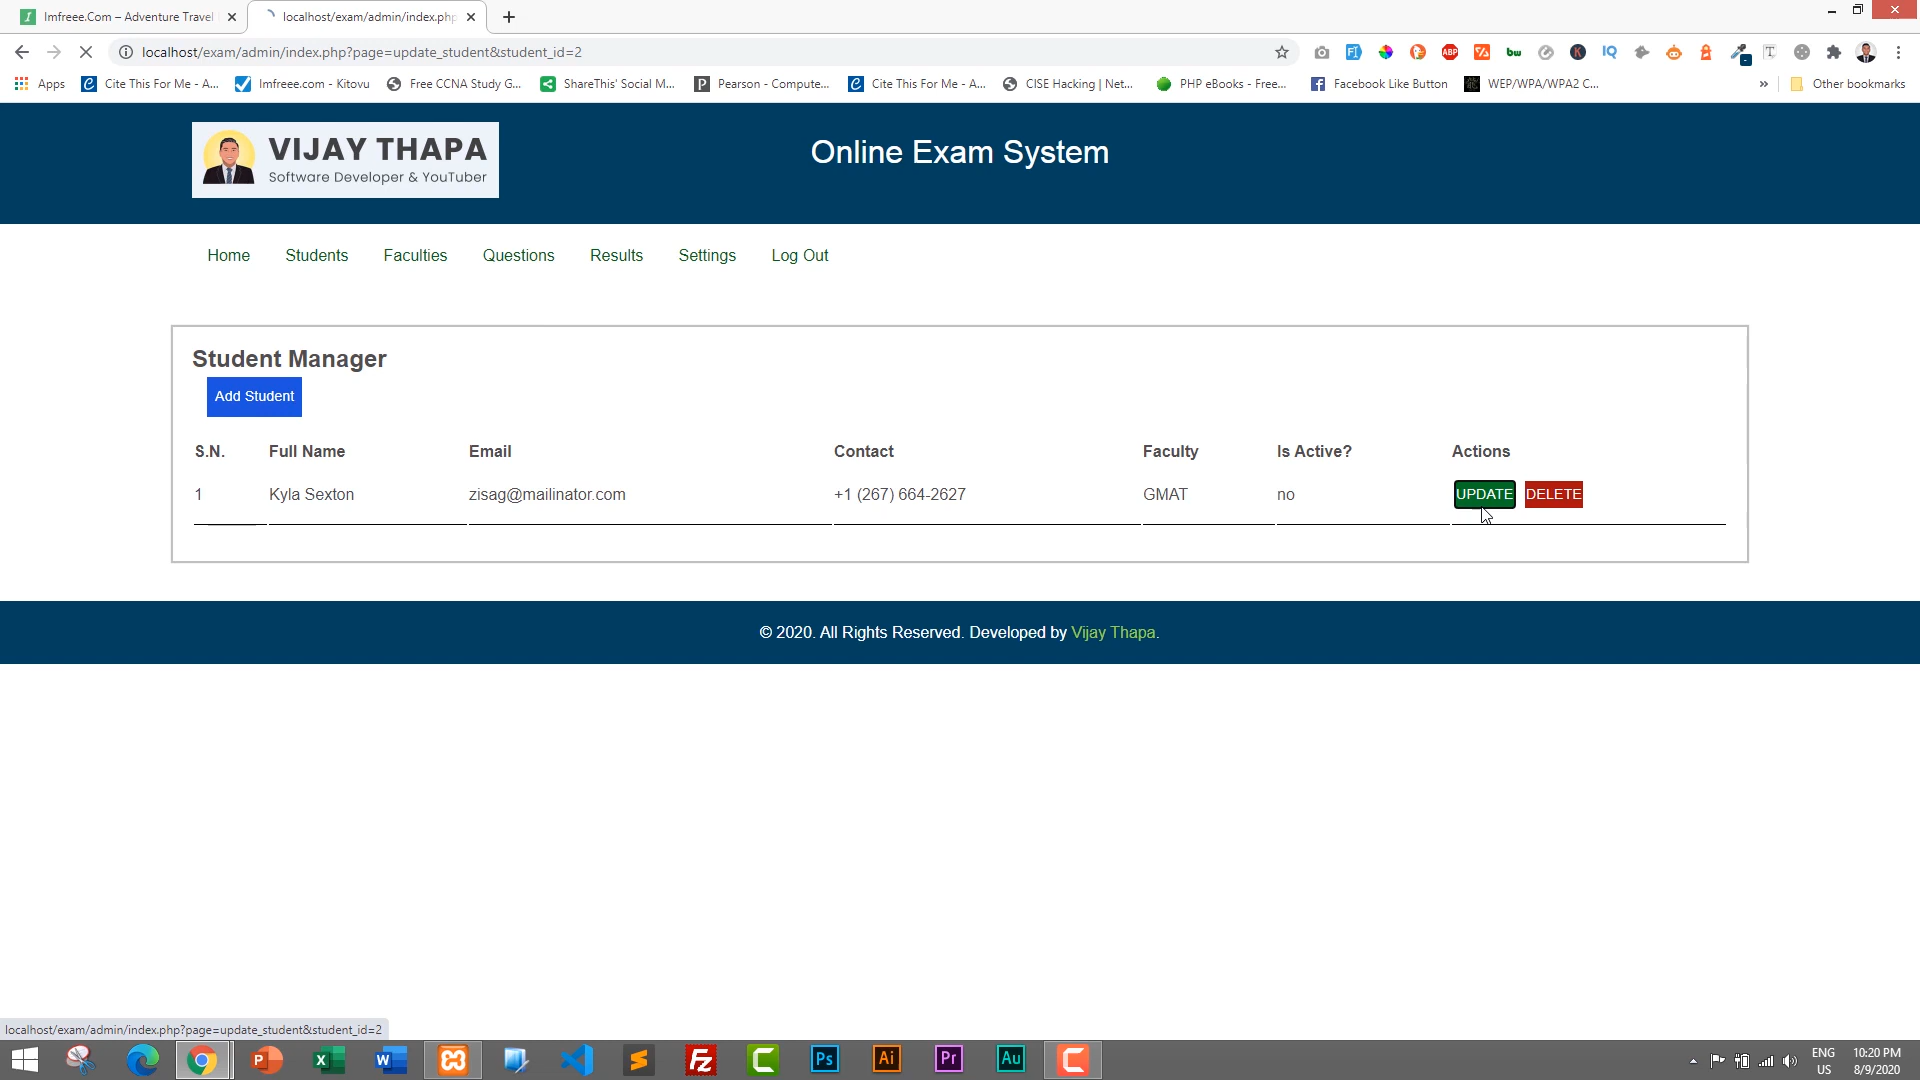 Imfreee.Com – Adventure Travel
localhost/exam/admin/index.php
localhost/exam/admin/index.php?page=update_student&student_id=2
Apps
Cite This For Me - A...
Imfreee.com - Kitovu
Free CCNA Study G...
ShareThis' Social M...
Pearson - Compute...
Cite This For Me - A...
CISE Hacking | Net...
PHP eBooks - Free...
Facebook Like Button
WEP/WPA/WPA2 C...
Other bookmarks
VIJAY THAPA
Software Developer & YouTuber
Online Exam System
Home Students Faculties Questions Results Settings Log Out
Student Manager
Add Student
S.N. Full Name Email Contact Faculty Is Active? Actions
1 Kyla Sexton zisag@mailinator.com +1 (267) 664-2627 GMAT no UPDATE DELETE
© 2020. All Rights Reserved. Developed by Vijay Thapa.
localhost/exam/admin/index.php?page=update_student&student_id=2
ENG 10:20 PM
US 8/9/2020